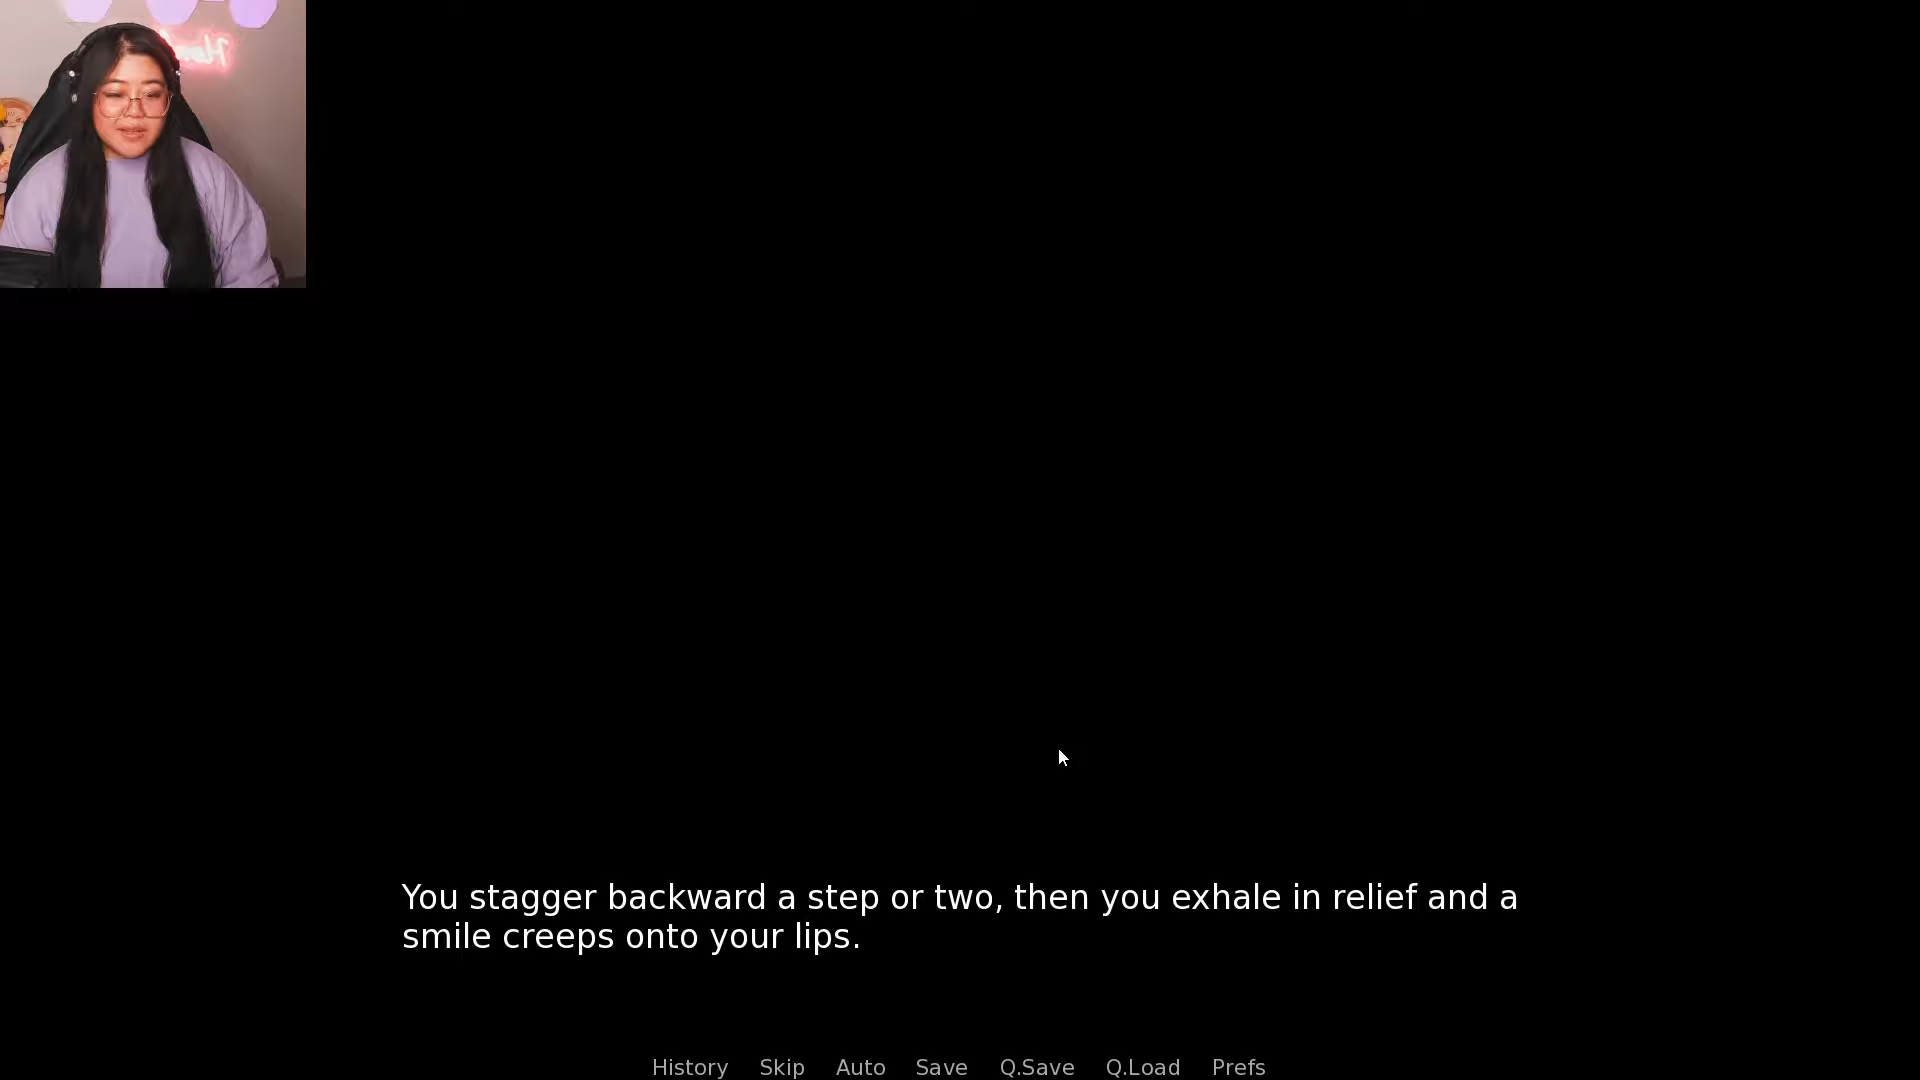 You stagger backward a step or two, then you exhale in relief and a
smile creeps onto your lips.
History Skip Auto Save Q.Save Q.Load Prefs